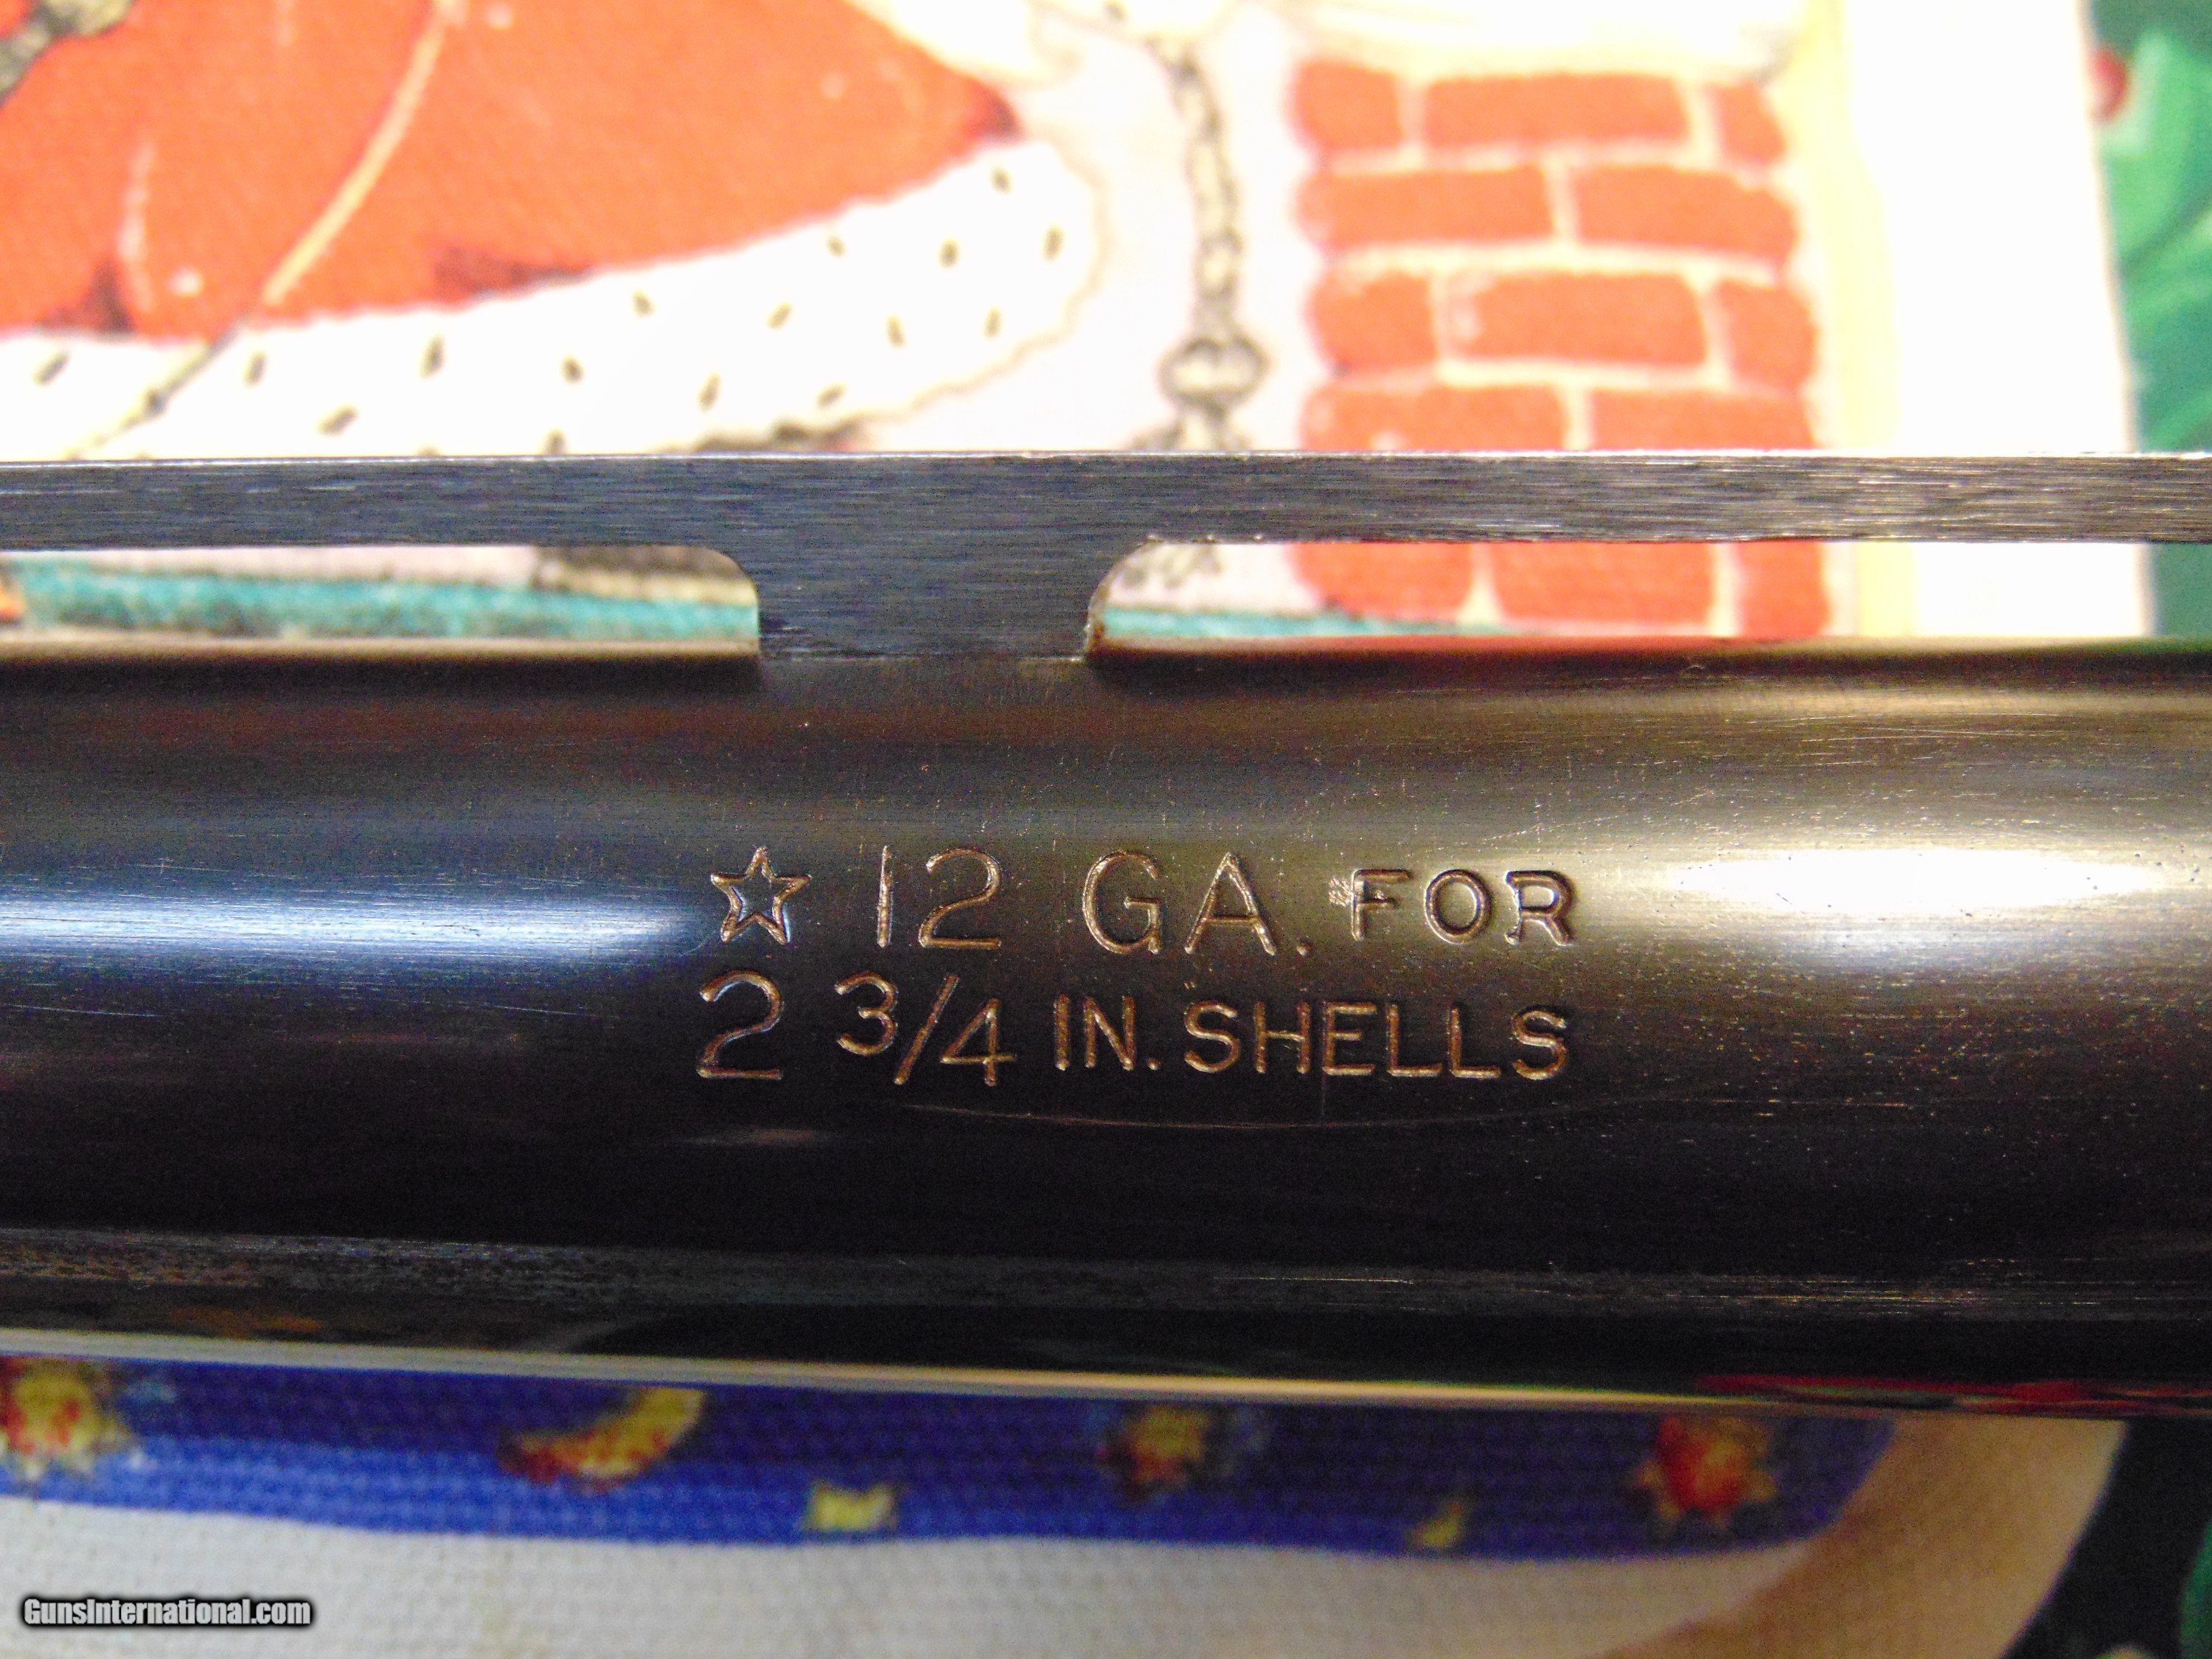 ☆ 12 GA. FOR
2 3/4 IN. SHELLS
GunsInternational.com